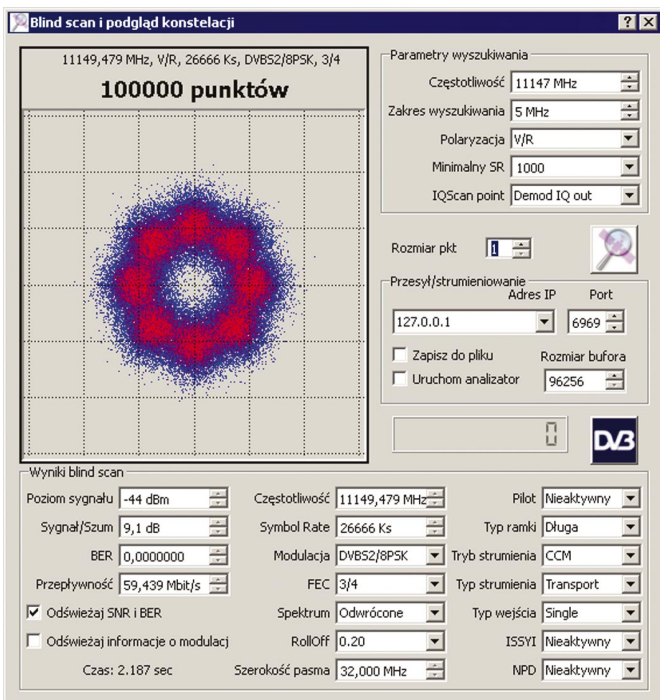 Blind scan i podgląd konstelacji
11149,479 MHz, V/R, 26666 Ks, DVBS2/8PSK, 3/4
100000 punktów
Parametry wyszukiwania
Częstotliwość 11147 MHz
Zakres wyszukiwania 5 MHz
Polaryzacja V/R
Minimalny SR 1000
IQScan point Demod IQ out
Rozmiar pkt 1
Przesył/strumieniowanie
Adres IP Port
127.0.0.1 6969
Zapisz do pliku Rozmiar bufora
Uruchom analizator 96256
0
DVB
Wyniki blind scan
Poziom sygnału -44 dBm Częstotliwość 11149,479 MHz Pilot Nieaktywny
Sygnał/Szum 9,1 dB Symbol Rate 26666 Ks Typ ramki Długa
BER 0,0000000 Modulacja DVBS2/8PSK Tryb strumienia CCM
Przepływność 59,439 Mbit/s FEC 3/4 Typ strumienia Transport
Odświeżaj SNR i BER Spektrum Odwrócone Typ wejścia Single
Odświeżaj informacje o modulacj RollOff 0.20 ISSYI Nieaktywny
Czas: 2.187 sec Szerokość pasma 32,000 MHz NPD Nieaktywny